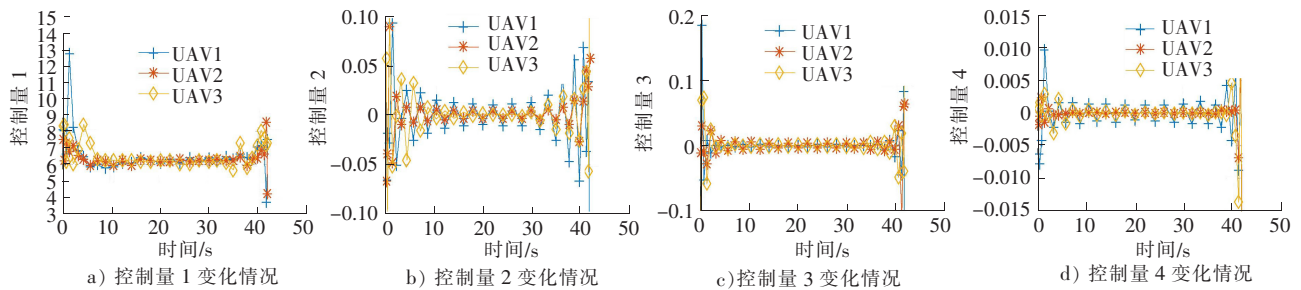 控制量 1
15
14
13
12
11
10
9
8
7
6
5
4
3
0 10 20 30 40 50
UAV1
UAV2
UAV3
时间/s
a) 控制量 1 变化情况
控制量 2
0.10
0.05
0
−0.05
−0.10
0 10 20 30 40 50
UAV1
UAV2
UAV3
时间/s
b) 控制量 2 变化情况
控制量 3
0.2
0.1
0
−0.1
0 10 20 30 40 50
UAV1
UAV2
UAV3
时间/s
c)控制量 3 变化情况
控制量 4
0.015
0.010
0.005
0
−0.005
−0.010
−0.015
0 10 20 30 40 50
UAV1
UAV2
UAV3
时间/s
d) 控制量 4 变化情况